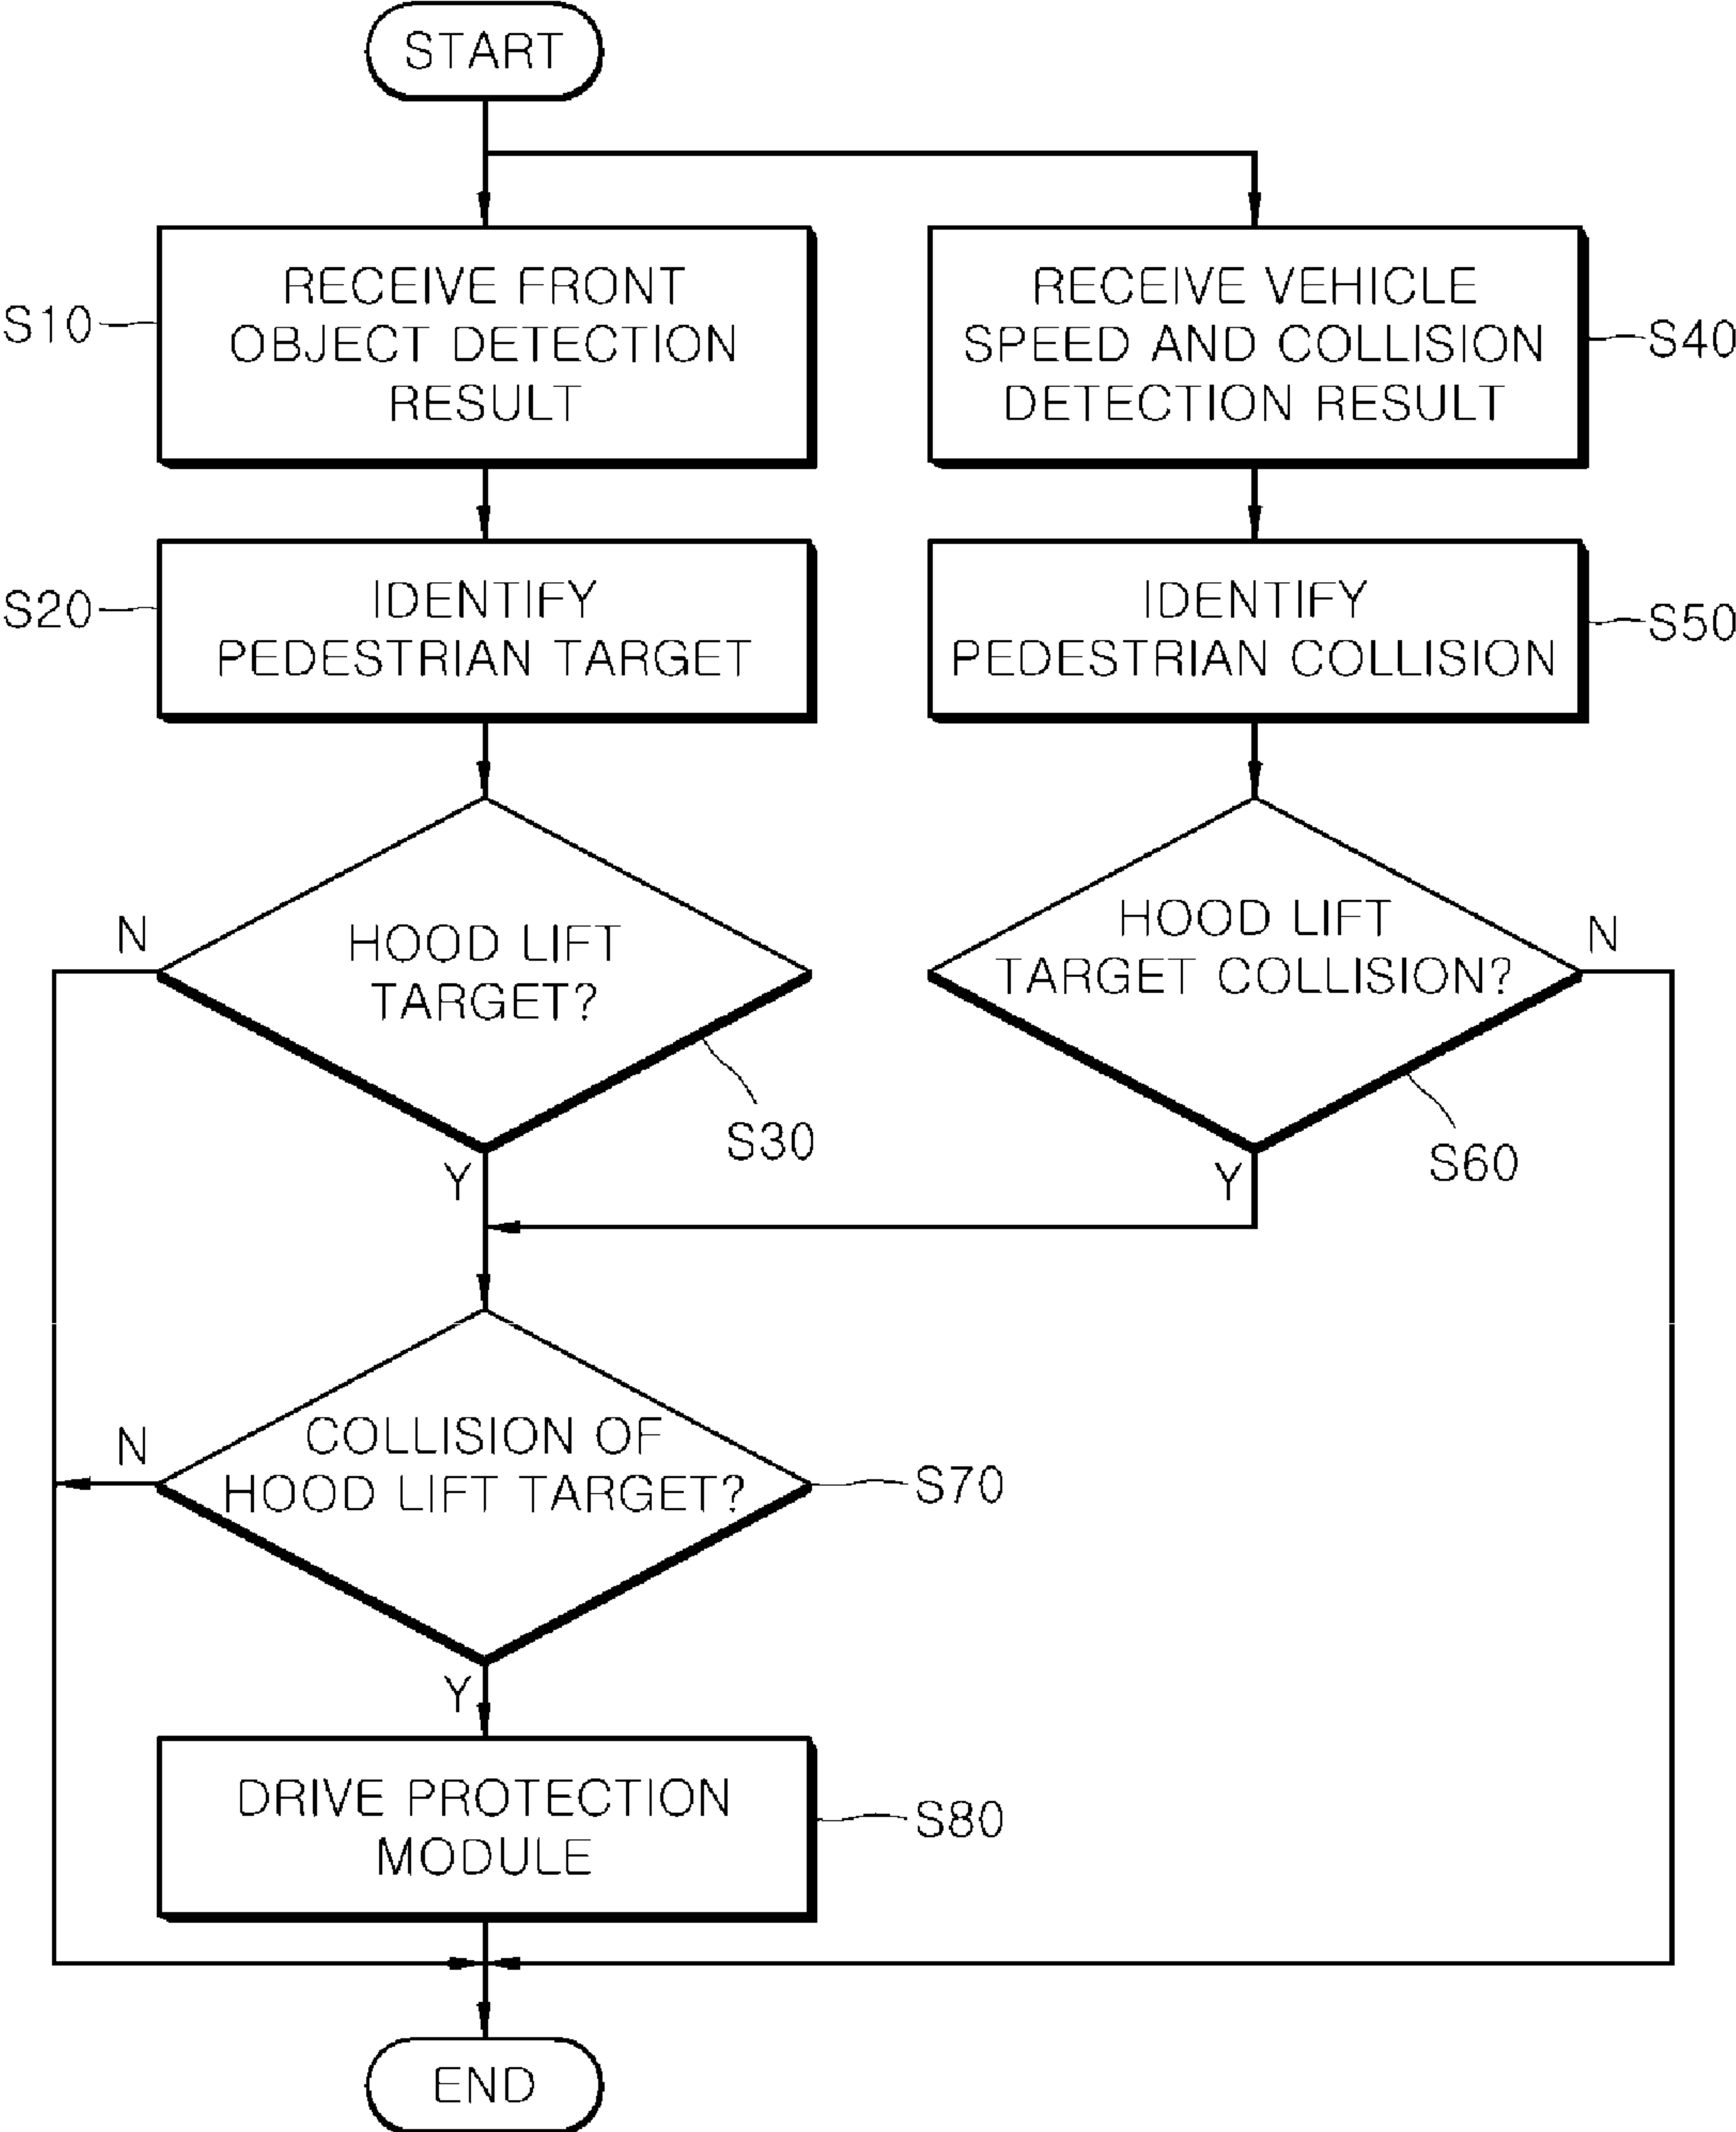 START
RECEIVE FRONT
OBJECT DETECTION
RESULT
S10
RECEIVE VEHICLE
SPEED AND COLLISION
DETECTION RESULT
S40
IDENTIFY
PEDESTRIAN TARGET
S20
IDENTIFY
PEDESTRIAN COLLISION
S50
N
HOOD LIFT
TARGET?
S30
Y
HOOD LIFT
TARGET COLLISION?
N
S60
Y
N
COLLISION OF
HOOD LIFT TARGET?
S70
Y
DRIVE PROTECTION
MODULE
S80
END